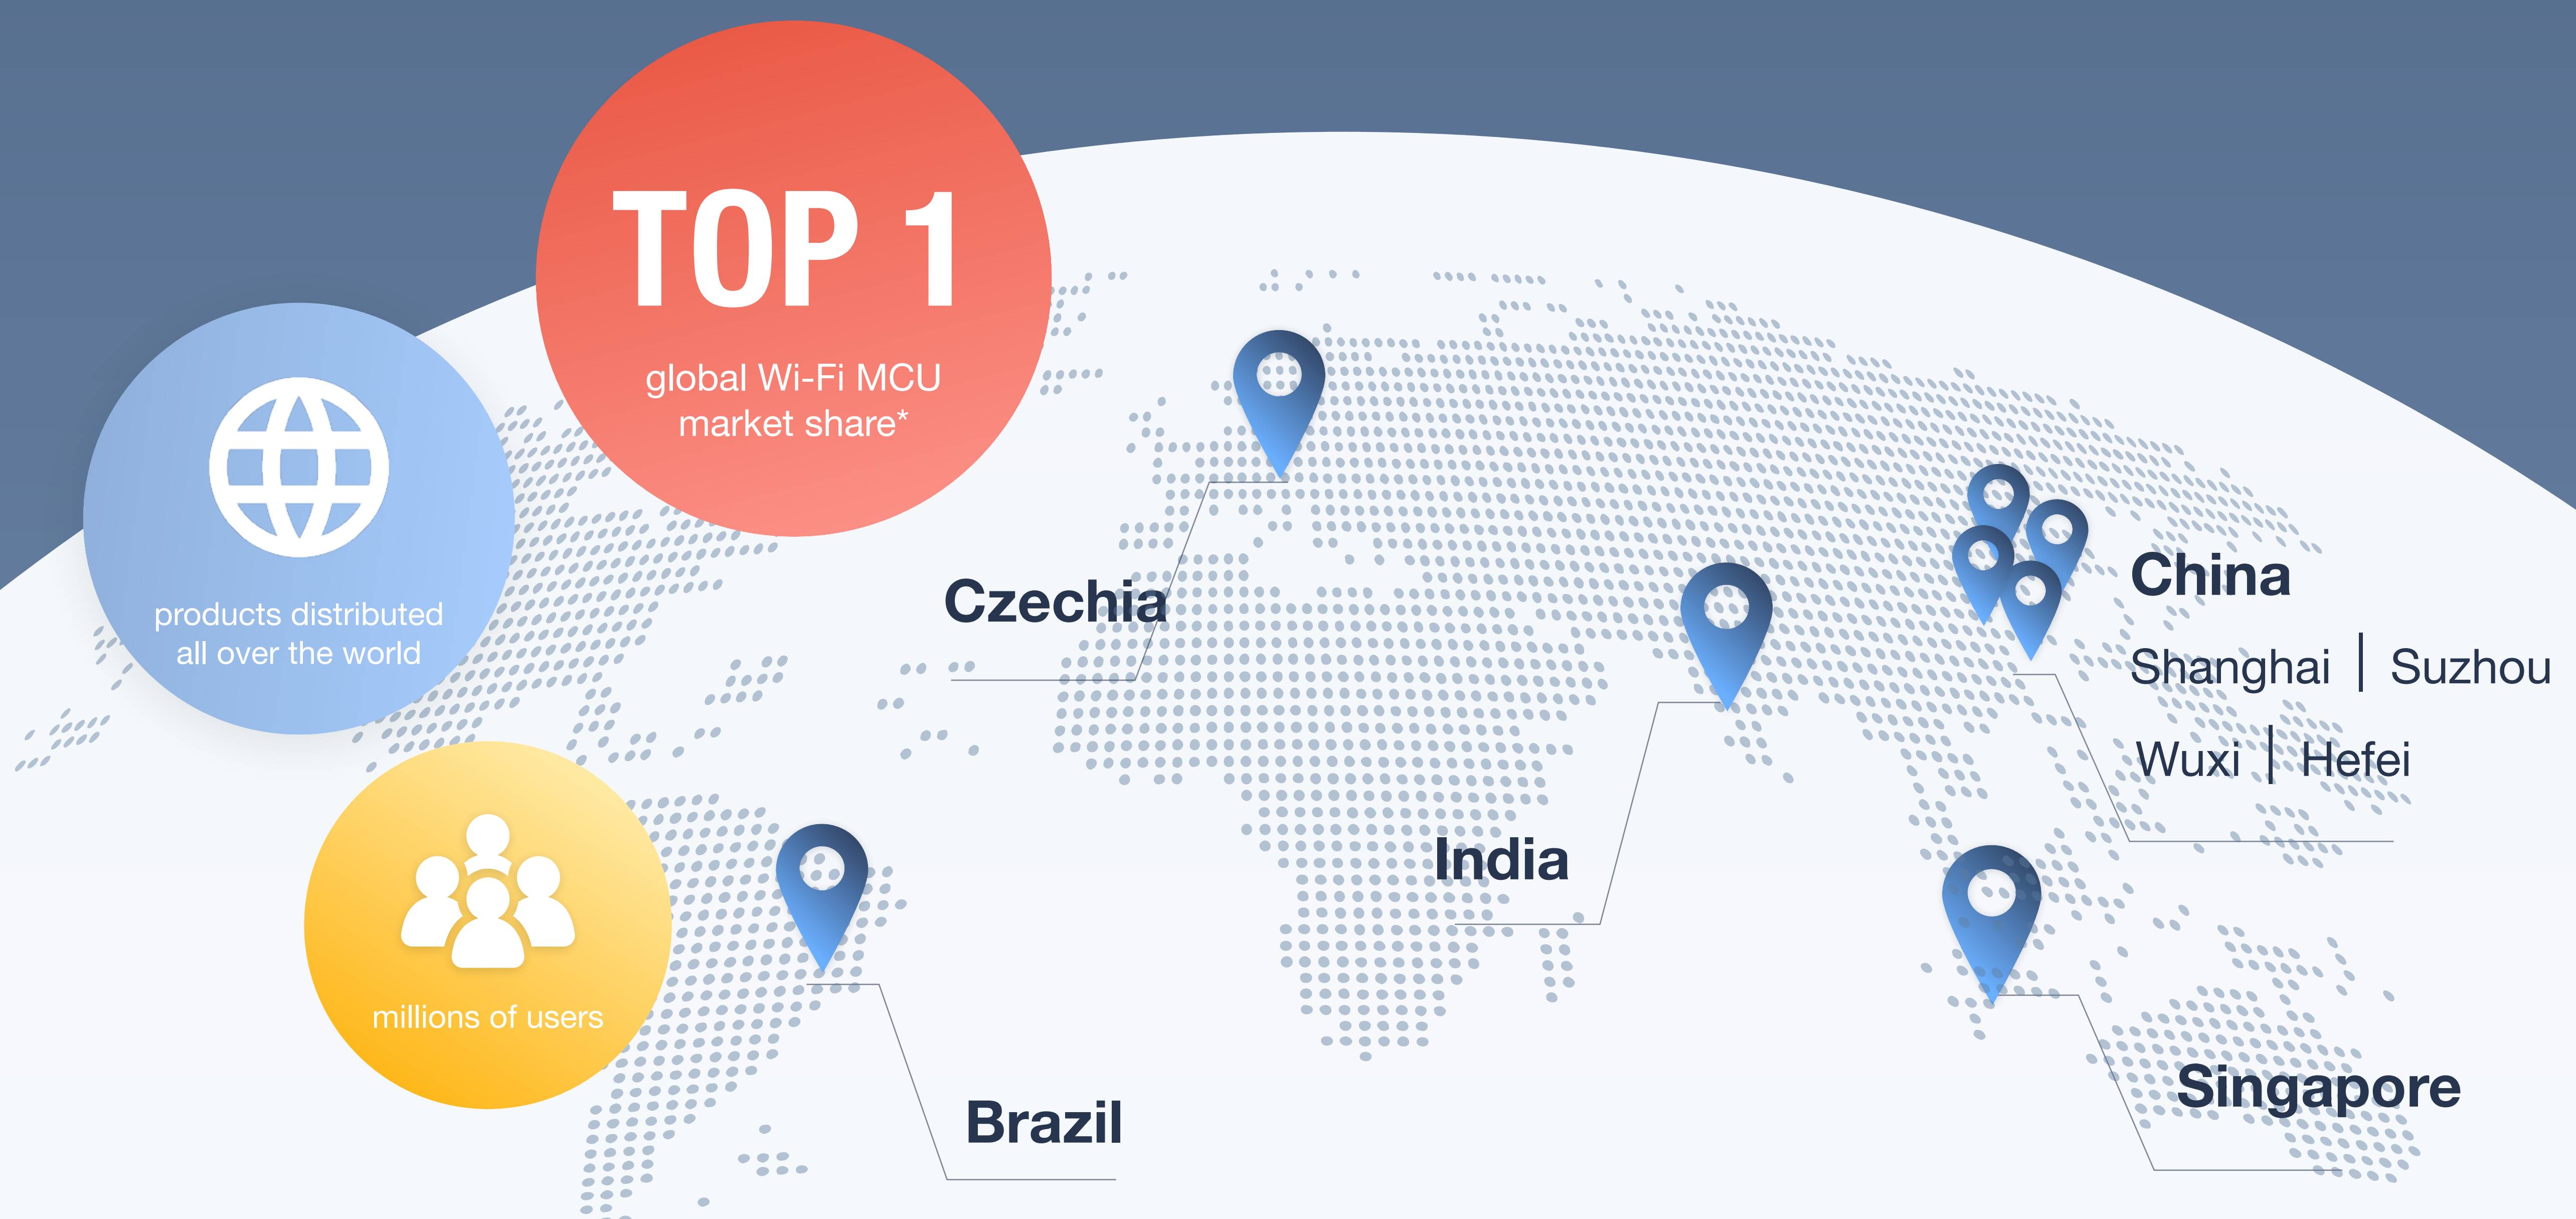 TOP 1
global Wi-Fi MCU
market share*
products distributed
all over the world
millions of users
Czechia
China
Shanghai | Suzhou
Wuxi | Hefei
India
Brazil
Singapore